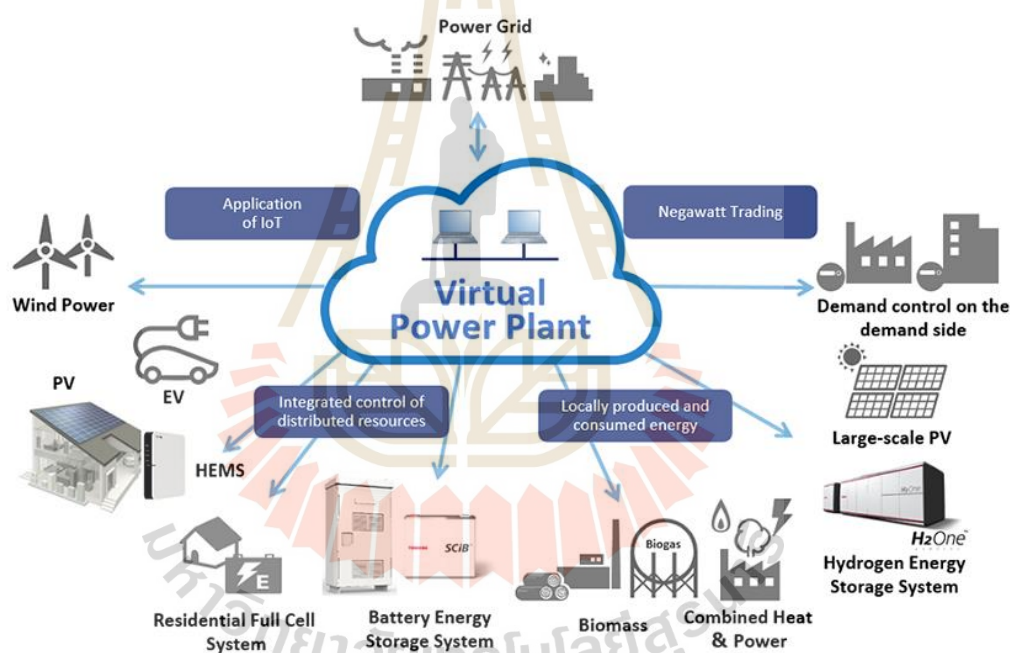 Power Grid
Application
of IoT
Negawatt Trading
Wind Power
Virtual
Power Plant
Demand control on the
demand side
EV
PV
HEMS
Integrated control of
distributed resources
Locally produced and
consumed energy
Large-scale PV
H2One
Hydrogen Energy
Storage System
E
SCiB
Biogas
Residential Full Cell
System
Battery Energy
Storage System
Biomass
Combined Heat
& Power